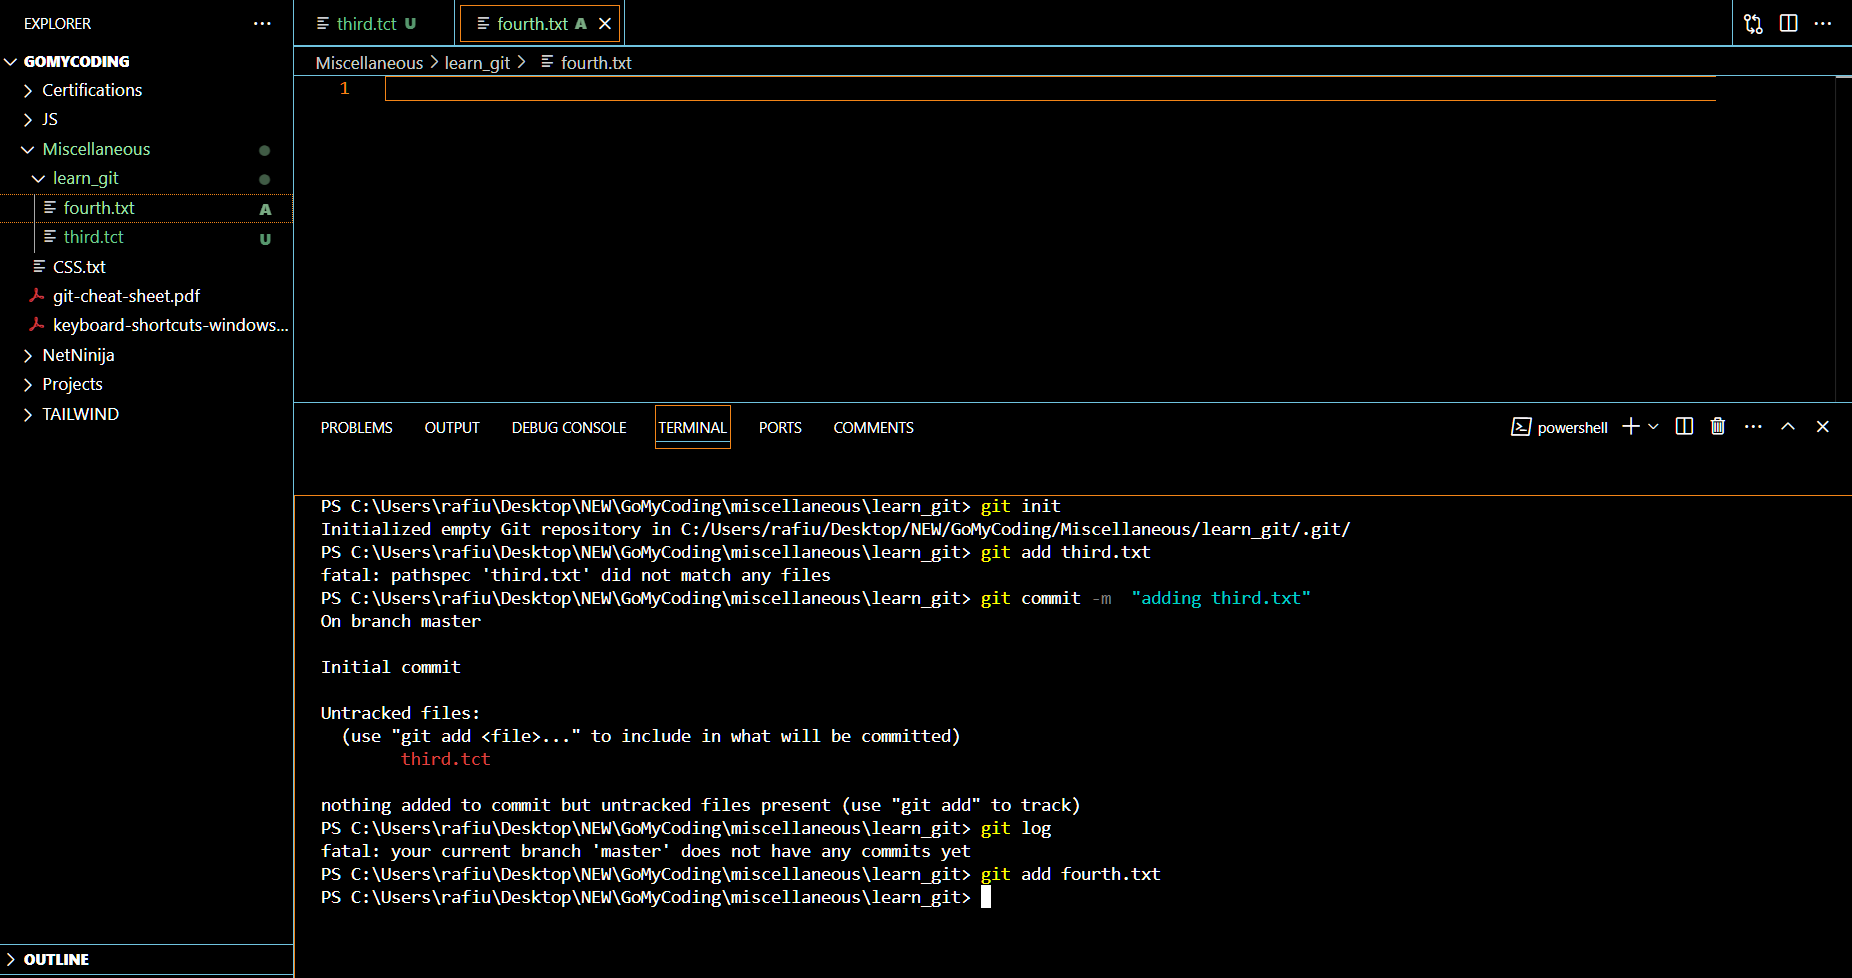 EXPLORER
GOMYCODING
Certifications
JS
Miscellaneous
learn_git
fourth.txt A
third.tct U
CSS.txt
git-cheat-sheet.pdf
keyboard-shortcuts-windows...
NetNinija
Projects
TAILWIND
OUTLINE
third.tct U fourth.txt A
Miscellaneous > learn_git > fourth.txt
1
PROBLEMS OUTPUT DEBUG CONSOLE TERMINAL PORTS COMMENTS powershell
PS C:\Users\rafiu\Desktop\NEW\GoMyCoding\miscellaneous\learn_git> git init
Initialized empty Git repository in C:/Users/rafiu/Desktop/NEW/GoMyCoding/Miscellaneous/learn_git/.git/
PS C:\Users\rafiu\Desktop\NEW\GoMyCoding\miscellaneous\learn_git> git add third.txt
fatal: pathspec 'third.txt' did not match any files
PS C:\Users\rafiu\Desktop\NEW\GoMyCoding\miscellaneous\learn_git> git commit -m  "adding third.txt"
On branch master
Initial commit
Untracked files:
(use "git add <file>..." to include in what will be committed)
third.tct
nothing added to commit but untracked files present (use "git add" to track)
PS C:\Users\rafiu\Desktop\NEW\GoMyCoding\miscellaneous\learn_git> git log
fatal: your current branch 'master' does not have any commits yet
PS C:\Users\rafiu\Desktop\NEW\GoMyCoding\miscellaneous\learn_git> git add fourth.txt
PS C:\Users\rafiu\Desktop\NEW\GoMyCoding\miscellaneous\learn_git>